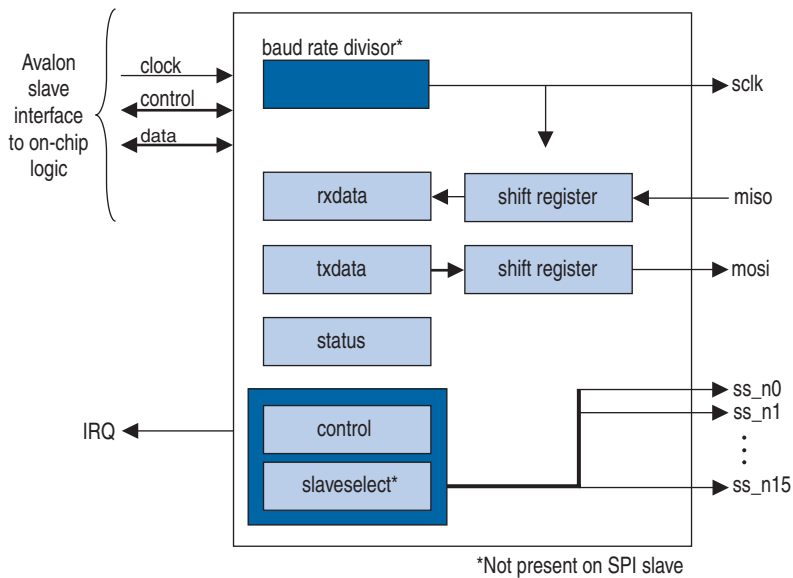 Avalon
slave
interface
to on-chip
logic
clock
control
data
baud rate divisor*
sclk
rxdata
shift register
miso
txdata
shift register
mosi
status
IRQ
control
slaveselect*
ss_n0
ss_n1
ss_n15
*Not present on SPI slave